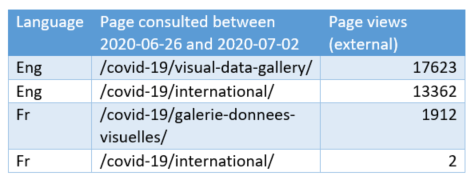 Language Page consulted between 2020-06-26 and 2020-07-02 Page views (external)
Eng /covid-19/visual-data-gallery/ 17623
Eng /covid-19/international/ 13362
Fr /covid-19/galerie-donnees-visuelles/ 1912
Fr /covid-19/international/ 2